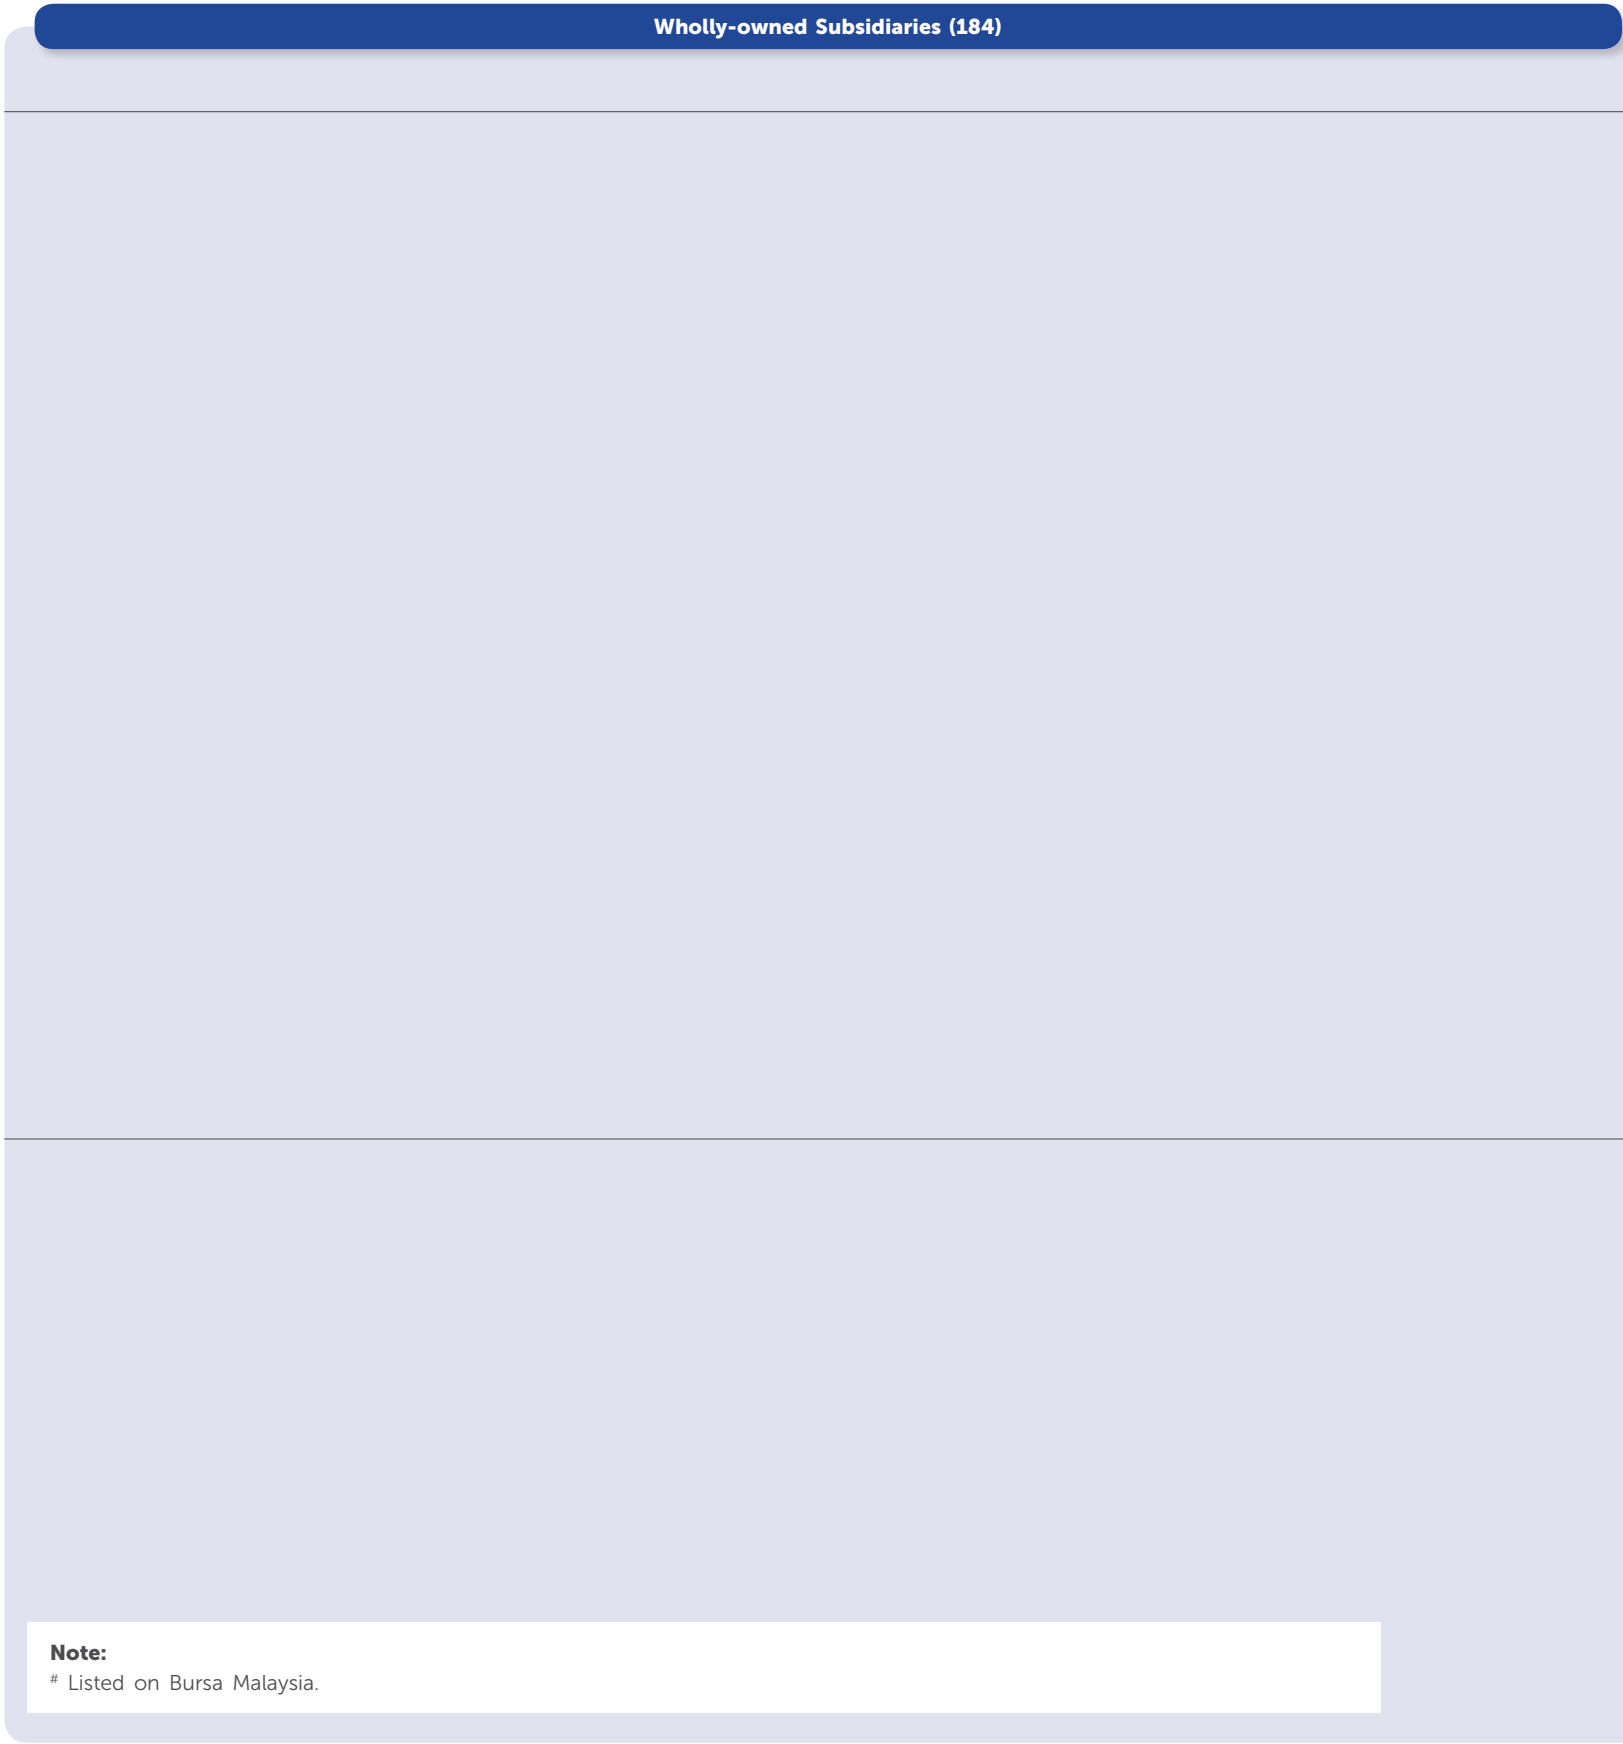 Wholly-owned Subsidiaries (184)
Note:
# Listed on Bursa Malaysia.